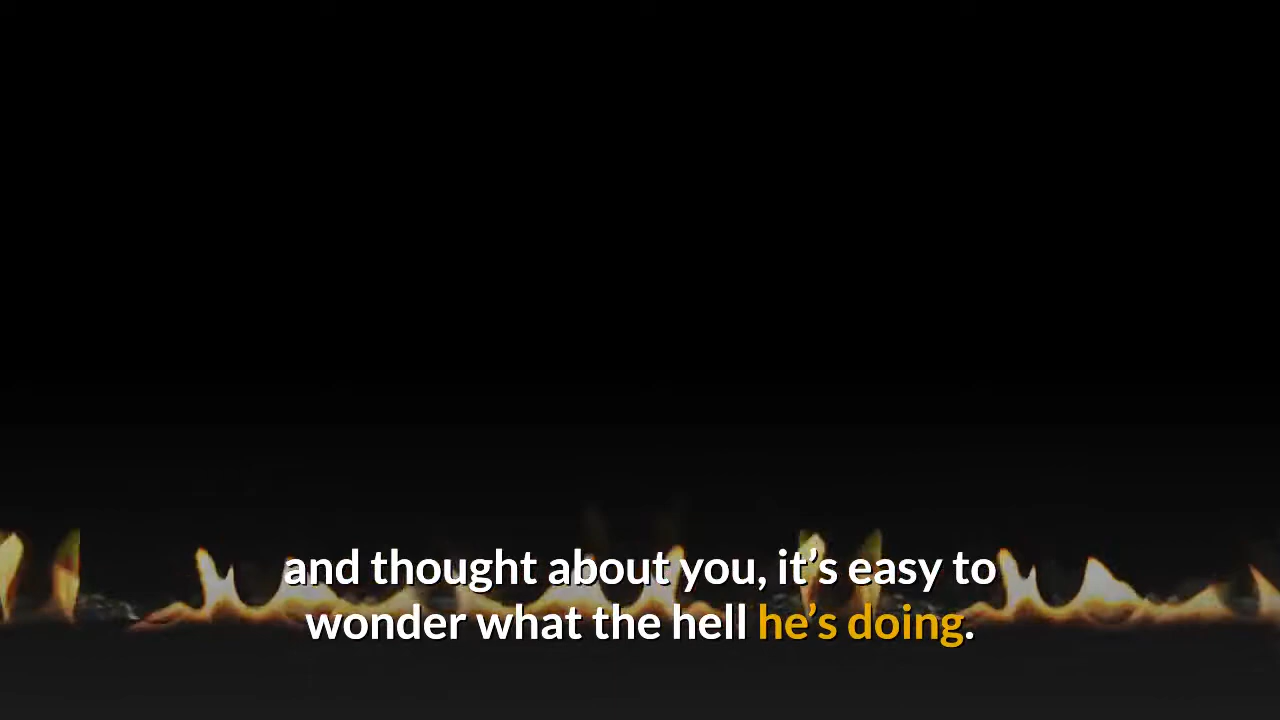 and thought about you, it’s easy to
wonder what the hell he’s doing.